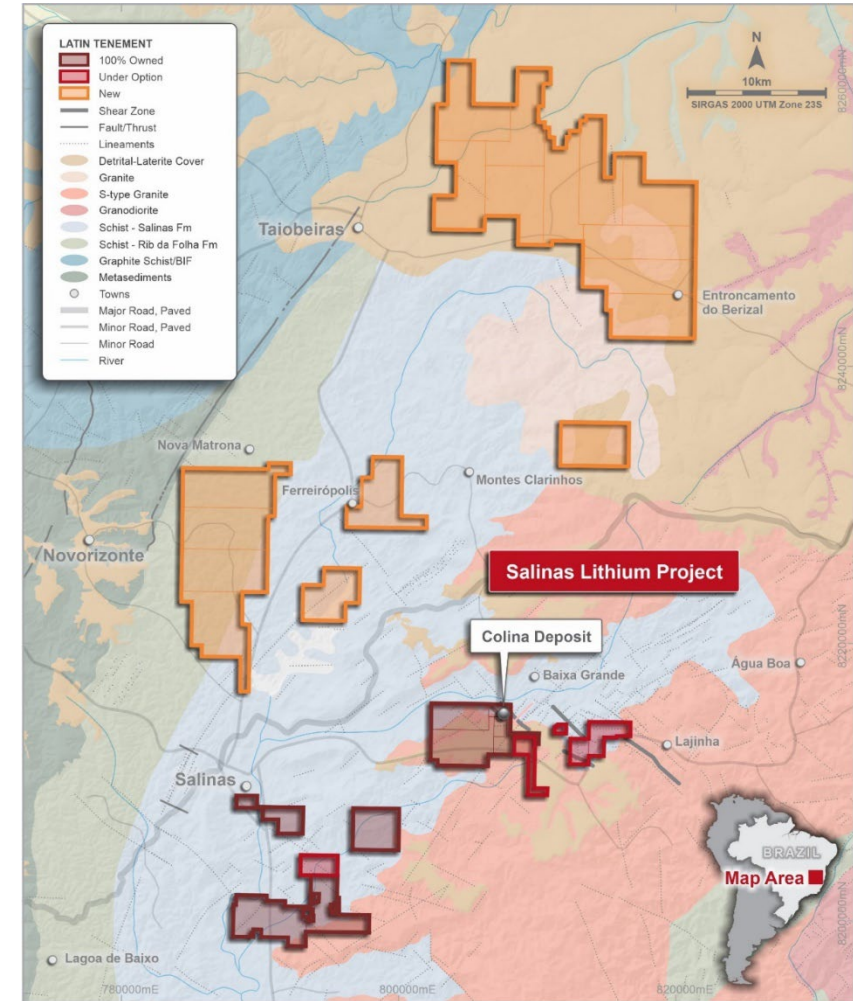 LATIN TENEMENT
100% Owned
Under Option
New
Shear Zone
Fault/Thrust
Lineaments
Detrital-Laterite Cover
Granite
S-type Granite
Granodiorite
Schist - Salinas Fm
Schist - Rib da Folha Fm
Graphite Schist/BIF
Metasediments
Towns
Major Road, Paved
Minor Road, Paved
Minor Road
River
N
10km
SIRGAS 2000 UTM Zone 23S
8260000mN
Taiobeiras
Entroncamento
do Berizal
8240000mN
Nova Matrona
Ferreirópolis
Montes Clarinhos
Novorizonte
Salinas Lithium Project
Colina Deposit
8220000mN
Baixa Grande
Água Boa
Lajinha
Salinas
BRAZIL
Map Area
8200000mN
Lagoa de Baixo
780000mE
800000mE
820000mE